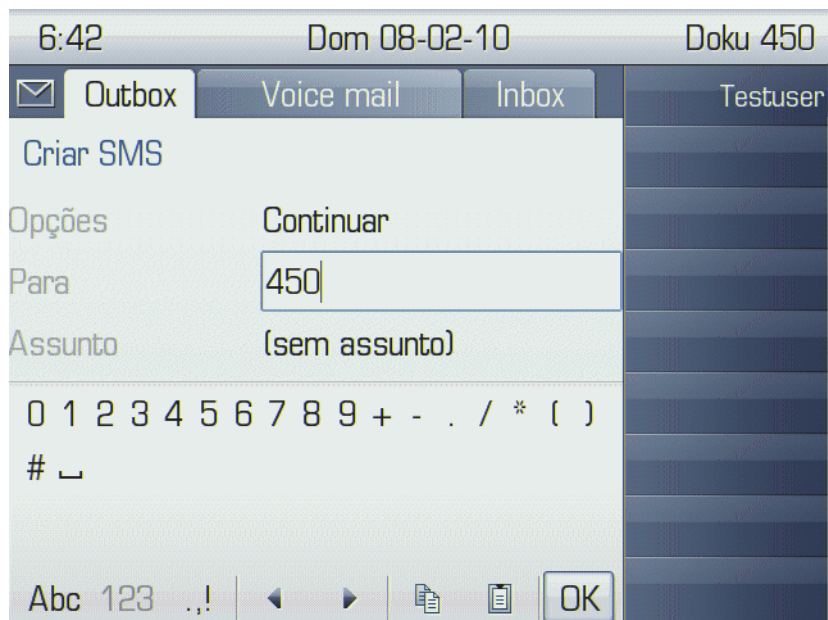 6:42 Dom 08-02-10 Doku 450
Outbox Voice mail Inbox Testuser
Criar SMS
Opções Continuar
Para 450
Assunto (sem assunto)
0 1 2 3 4 5 6 7 8 9 + - . / * ( )
# ⌴
Abc 123 .,! OK